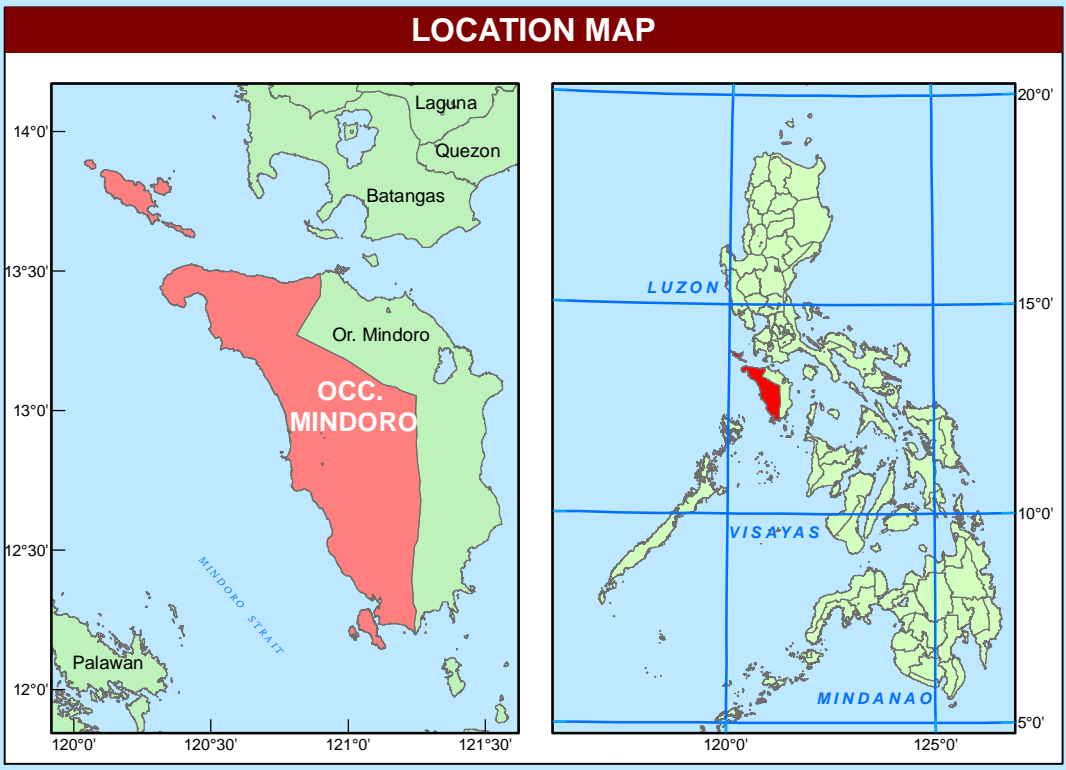 LOCATION MAP
Laguna
Quezon
Batangas
Or. Mindoro
OCC.
MINDORO
MINDORO STRAIT
Palawan
14°0'
13°30'
13°0'
12°30'
12°0'
120°0'
120°30'
121°0'
121°30'
LUZON
VISAYAS
MINDANAO
20°0'
15°0'
10°0'
5°0'
120°0'
125°0'